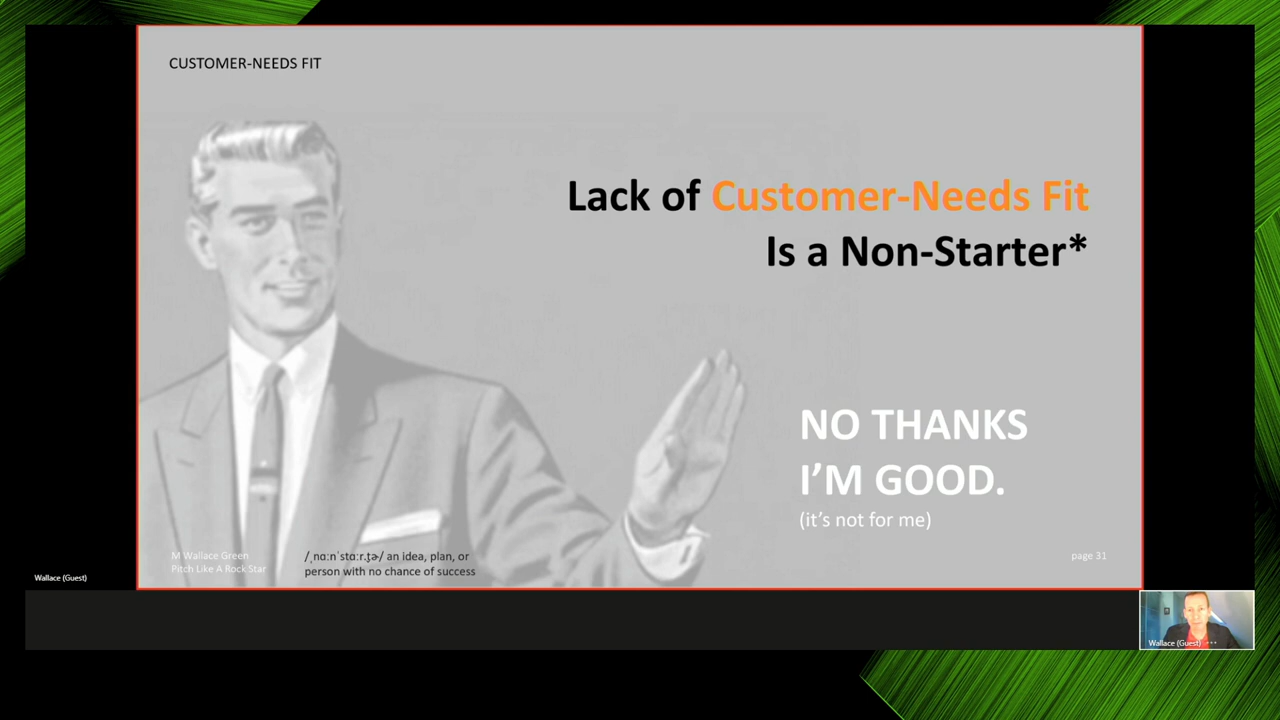 CUSTOMER-NEEDS FIT
Lack of Customer-Needs Fit
Is a Non-Starter*
NO THANKS
I'M GOOD.
(it's not for me)
M Wallace Green
Pitch Like A Rock Star
/ˌnɑːnˈstɑːr.t̬ɚ/ an idea, plan, or
person with no chance of success
page 31
Wallace (Guest)
Wallace (Guest)